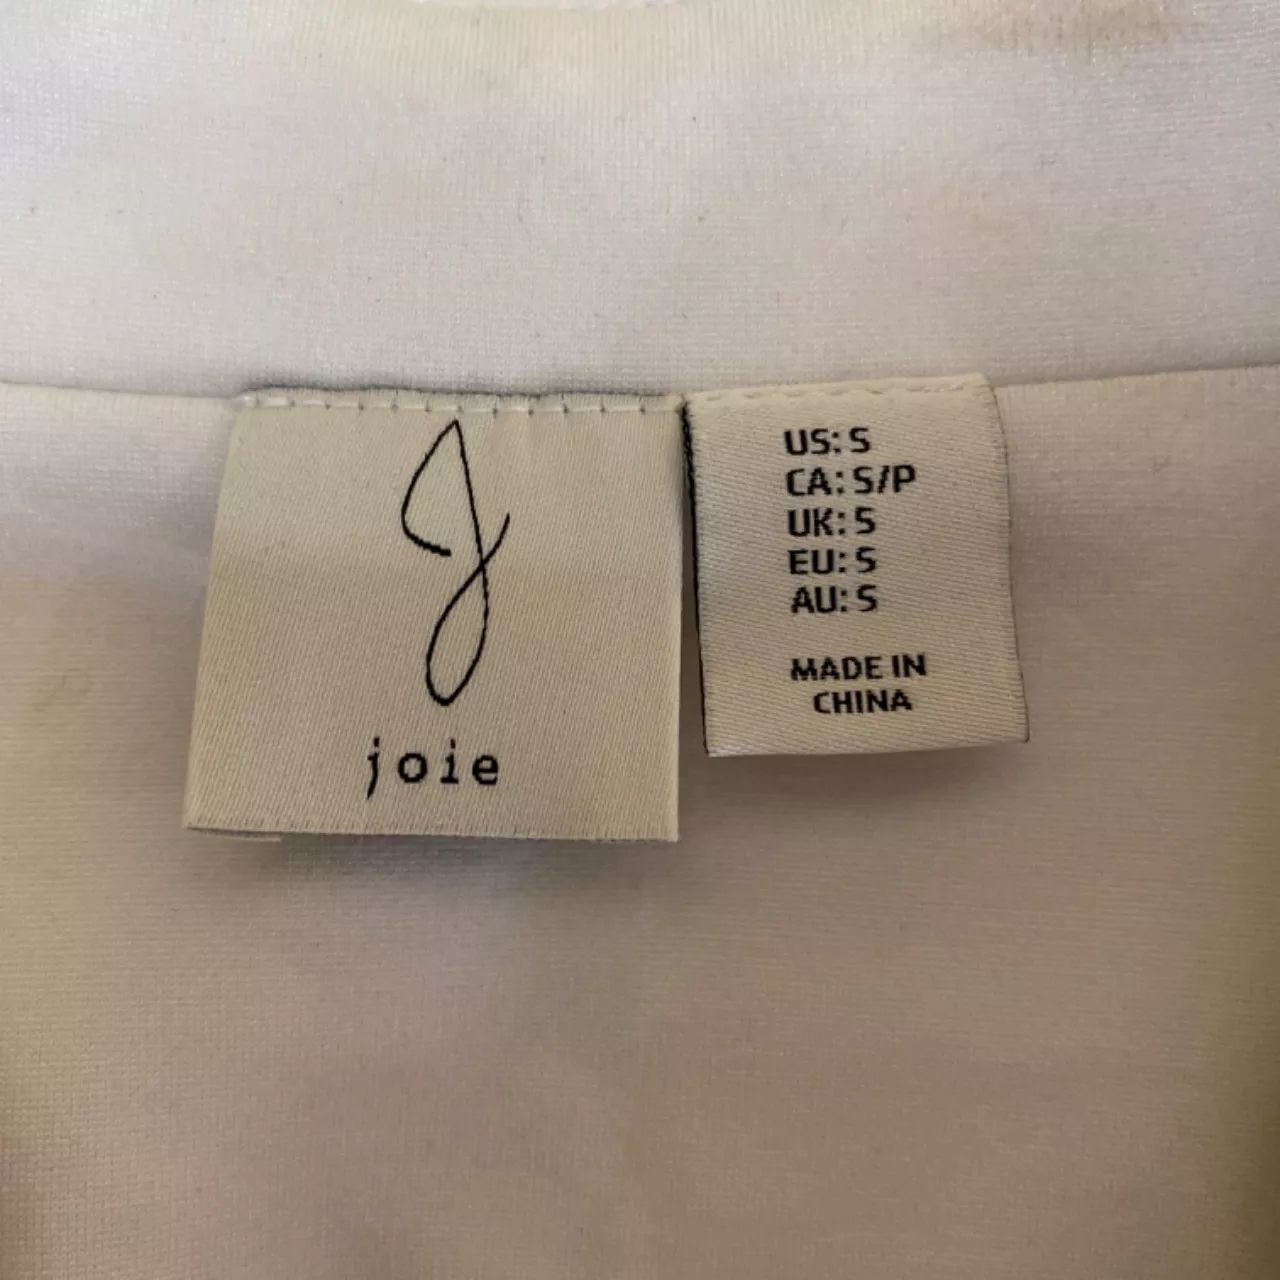 J
joie
US: S
CA: S/P
UK: S
EU: S
AU: S
MADE IN
CHINA